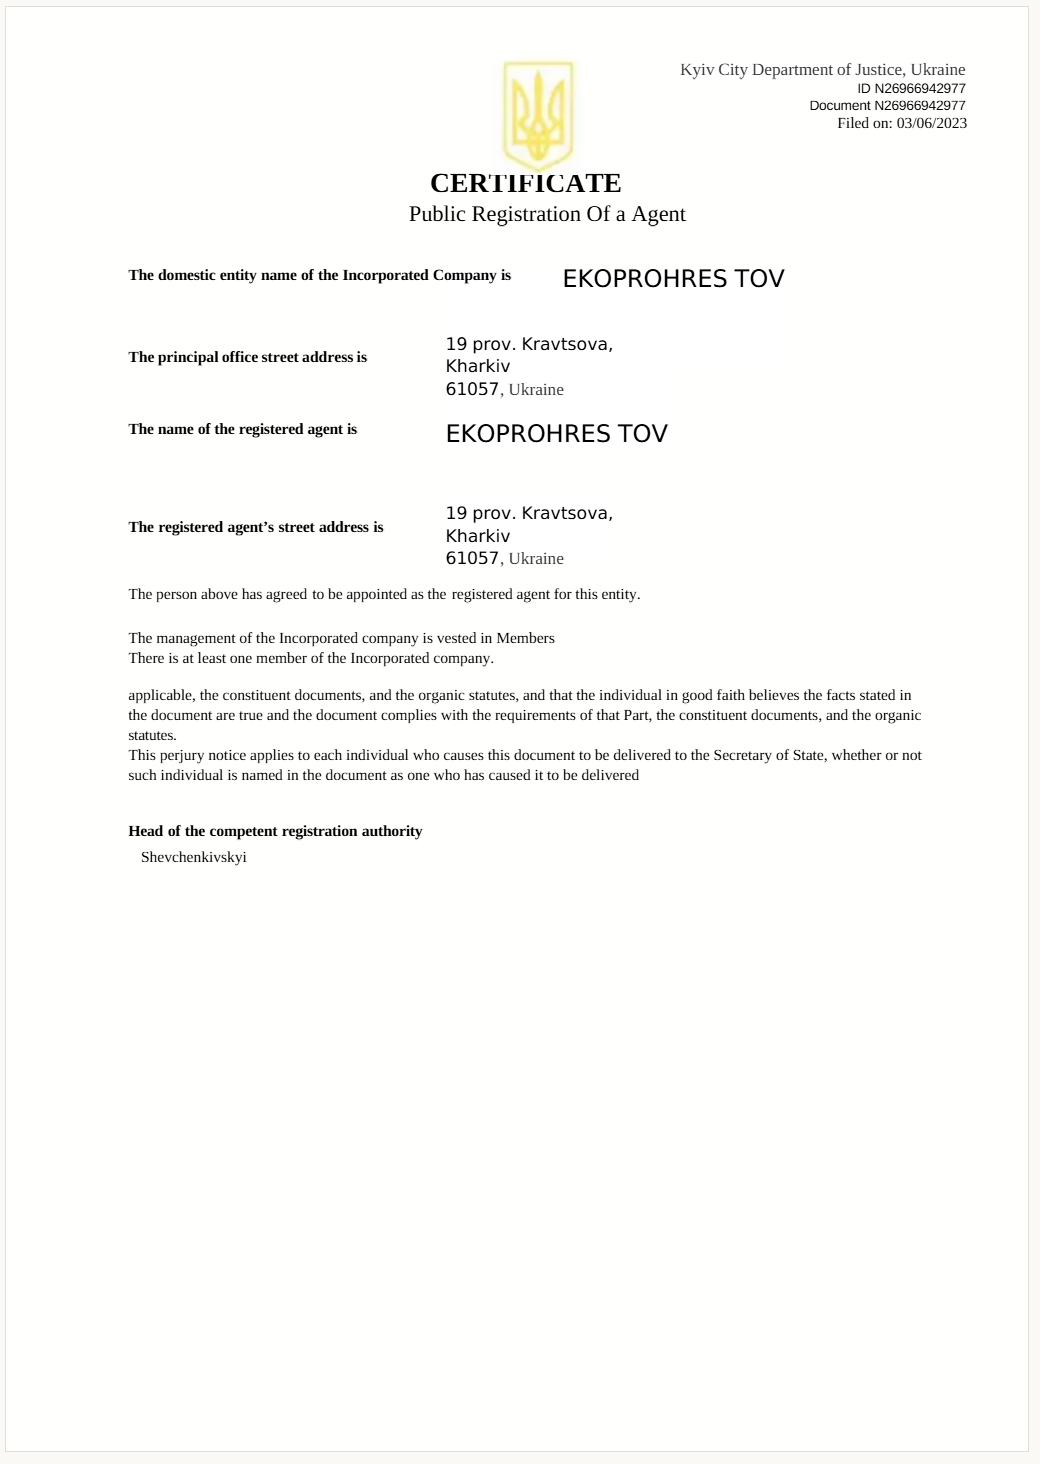 Kyiv City Department of Justice, Ukraine
ID N26966942977
Document N26966942977
Filed on: 03/06/2023
CERTIFICATE
Public Registration Of a Agent
The domestic entity name of the Incorporated Company is EKOPROHRES TOV
The principal office street address is
19 prov. Kravtsova,
Kharkiv
61057, Ukraine
The name of the registered agent is EKOPROHRES TOV
The registered agent’s street address is
19 prov. Kravtsova,
Kharkiv
61057, Ukraine
The person above has agreed to be appointed as the registered agent for this entity.
The management of the Incorporated company is vested in Members
There is at least one member of the Incorporated company.
applicable, the constituent documents, and the organic statutes, and that the individual in good faith believes the facts stated in
the document are true and the document complies with the requirements of that Part, the constituent documents, and the organic
statutes.
This perjury notice applies to each individual who causes this document to be delivered to the Secretary of State, whether or not
such individual is named in the document as one who has caused it to be delivered
Head of the competent registration authority
Shevchenkivskyi